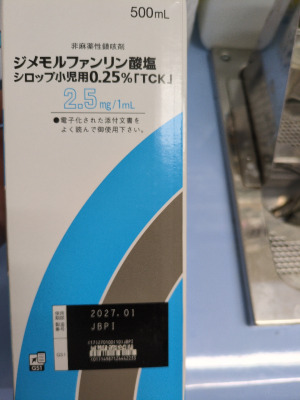 500mL
非麻薬性鎮咳剤
ジメモルファンリン酸塩
シロップ小児用0.25%「TCK」
2.5mg/1mL
●電子化された添付文書を
よく読んで御使用下さい。
2027.01
JBPI
GS1